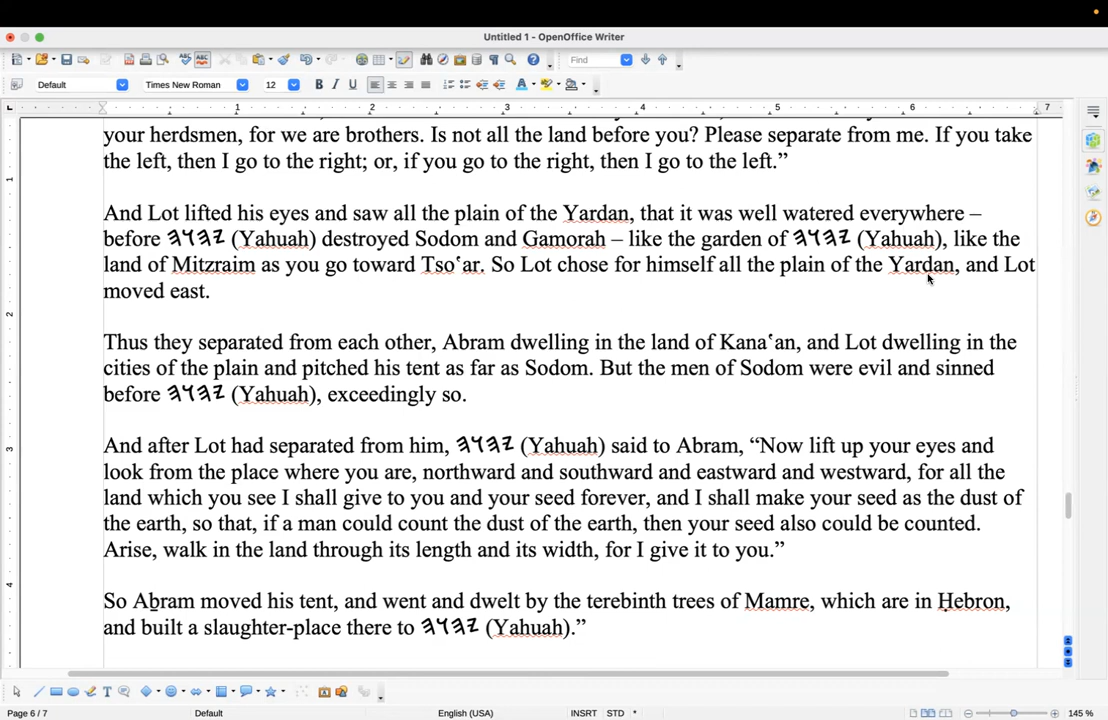 Untitled 1 - OpenOffice Writer
Find
Default Times New Roman 12 B I U
1 2 3 4 5 6 7
your herdsmen, for we are brothers. Is not all the land before you? Please separate from me. If you take
the left, then I go to the right; or, if you go to the right, then I go to the left.”
And Lot lifted his eyes and saw all the plain of the Yardan, that it was well watered everywhere –
before 𐤉𐤄𐤅𐤄 (Yahuah) destroyed Sodom and Gamorah – like the garden of 𐤉𐤄𐤅𐤄 (Yahuah), like the
land of Mitzraim as you go toward Tsoʽar. So Lot chose for himself all the plain of the Yardan, and Lot
moved east.
Thus they separated from each other, Abram dwelling in the land of Kanaʽan, and Lot dwelling in the
cities of the plain and pitched his tent as far as Sodom. But the men of Sodom were evil and sinned
before 𐤉𐤄𐤅𐤄 (Yahuah), exceedingly so.
And after Lot had separated from him, 𐤉𐤄𐤅𐤄 (Yahuah) said to Abram, “Now lift up your eyes and
look from the place where you are, northward and southward and eastward and westward, for all the
land which you see I shall give to you and your seed forever, and I shall make your seed as the dust of
the earth, so that, if a man could count the dust of the earth, then your seed also could be counted.
Arise, walk in the land through its length and its width, for I give it to you.”
So Aḇram moved his tent, and went and dwelt by the terebinth trees of Mamre, which are in Ḥebron,
and built a slaughter-place there to 𐤉𐤄𐤅𐤄 (Yahuah).”
Page 6 / 7 Default English (USA) INSRT STD * 145 %